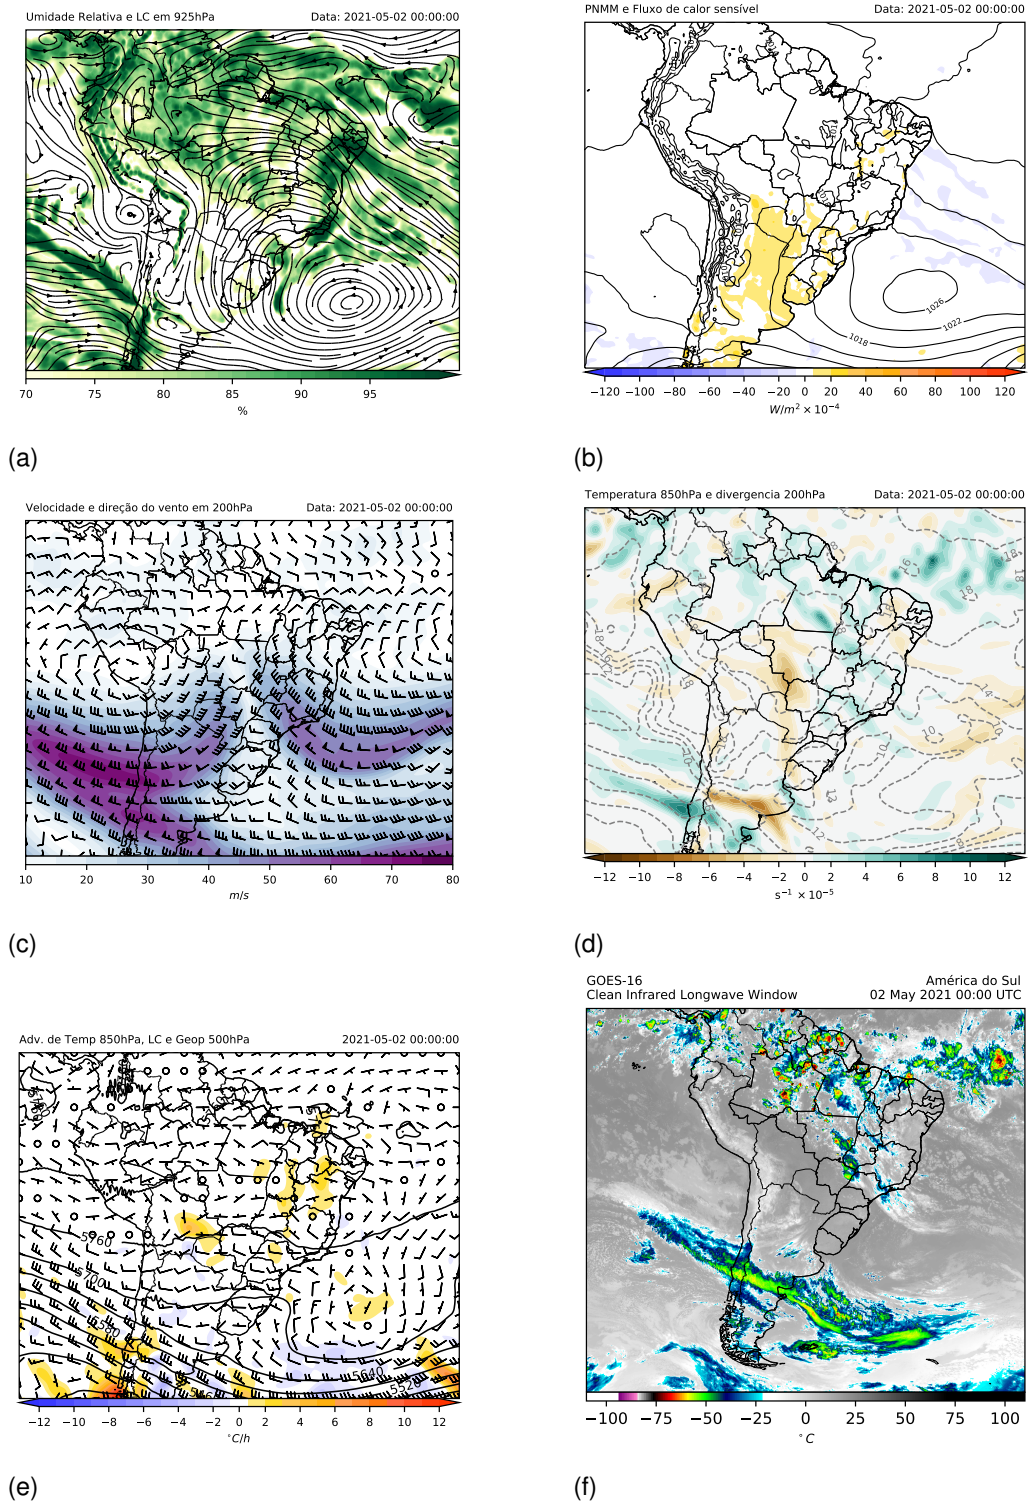 Umidade Relativa e LC em 925hPa Data: 2021-05-02 00:00:00
70 75 80 85 90 95
%
(a)
PNMM e Fluxo de calor sensível Data: 2021-05-02 00:00:00
1026
1022
1018
−120 −100 −80 −60 −40 −20 0 20 40 60 80 100 120
W/m² × 10⁻⁴
(b)
Velocidade e direção do vento em 200hPa Data: 2021-05-02 00:00:00
10 20 30 40 50 60 70 80
m/s
(c)
Temperatura 850hPa e divergencia 200hPa Data: 2021-05-02 00:00:00
−12 −10 −8 −6 −4 −2 0 2 4 6 8 10 12
s⁻¹ × 10⁻⁵
(d)
Adv. de Temp 850hPa, LC e Geop 500hPa 2021-05-02 00:00:00
5760
5700
5640
5520
−12 −10 −8 −6 −4 −2 0 2 4 6 8 10 12
°C/h
(e)
GOES-16 América do Sul
Clean Infrared Longwave Window 02 May 2021 00:00 UTC
−100 −75 −50 −25 0 25 50 75 100
°C
(f)